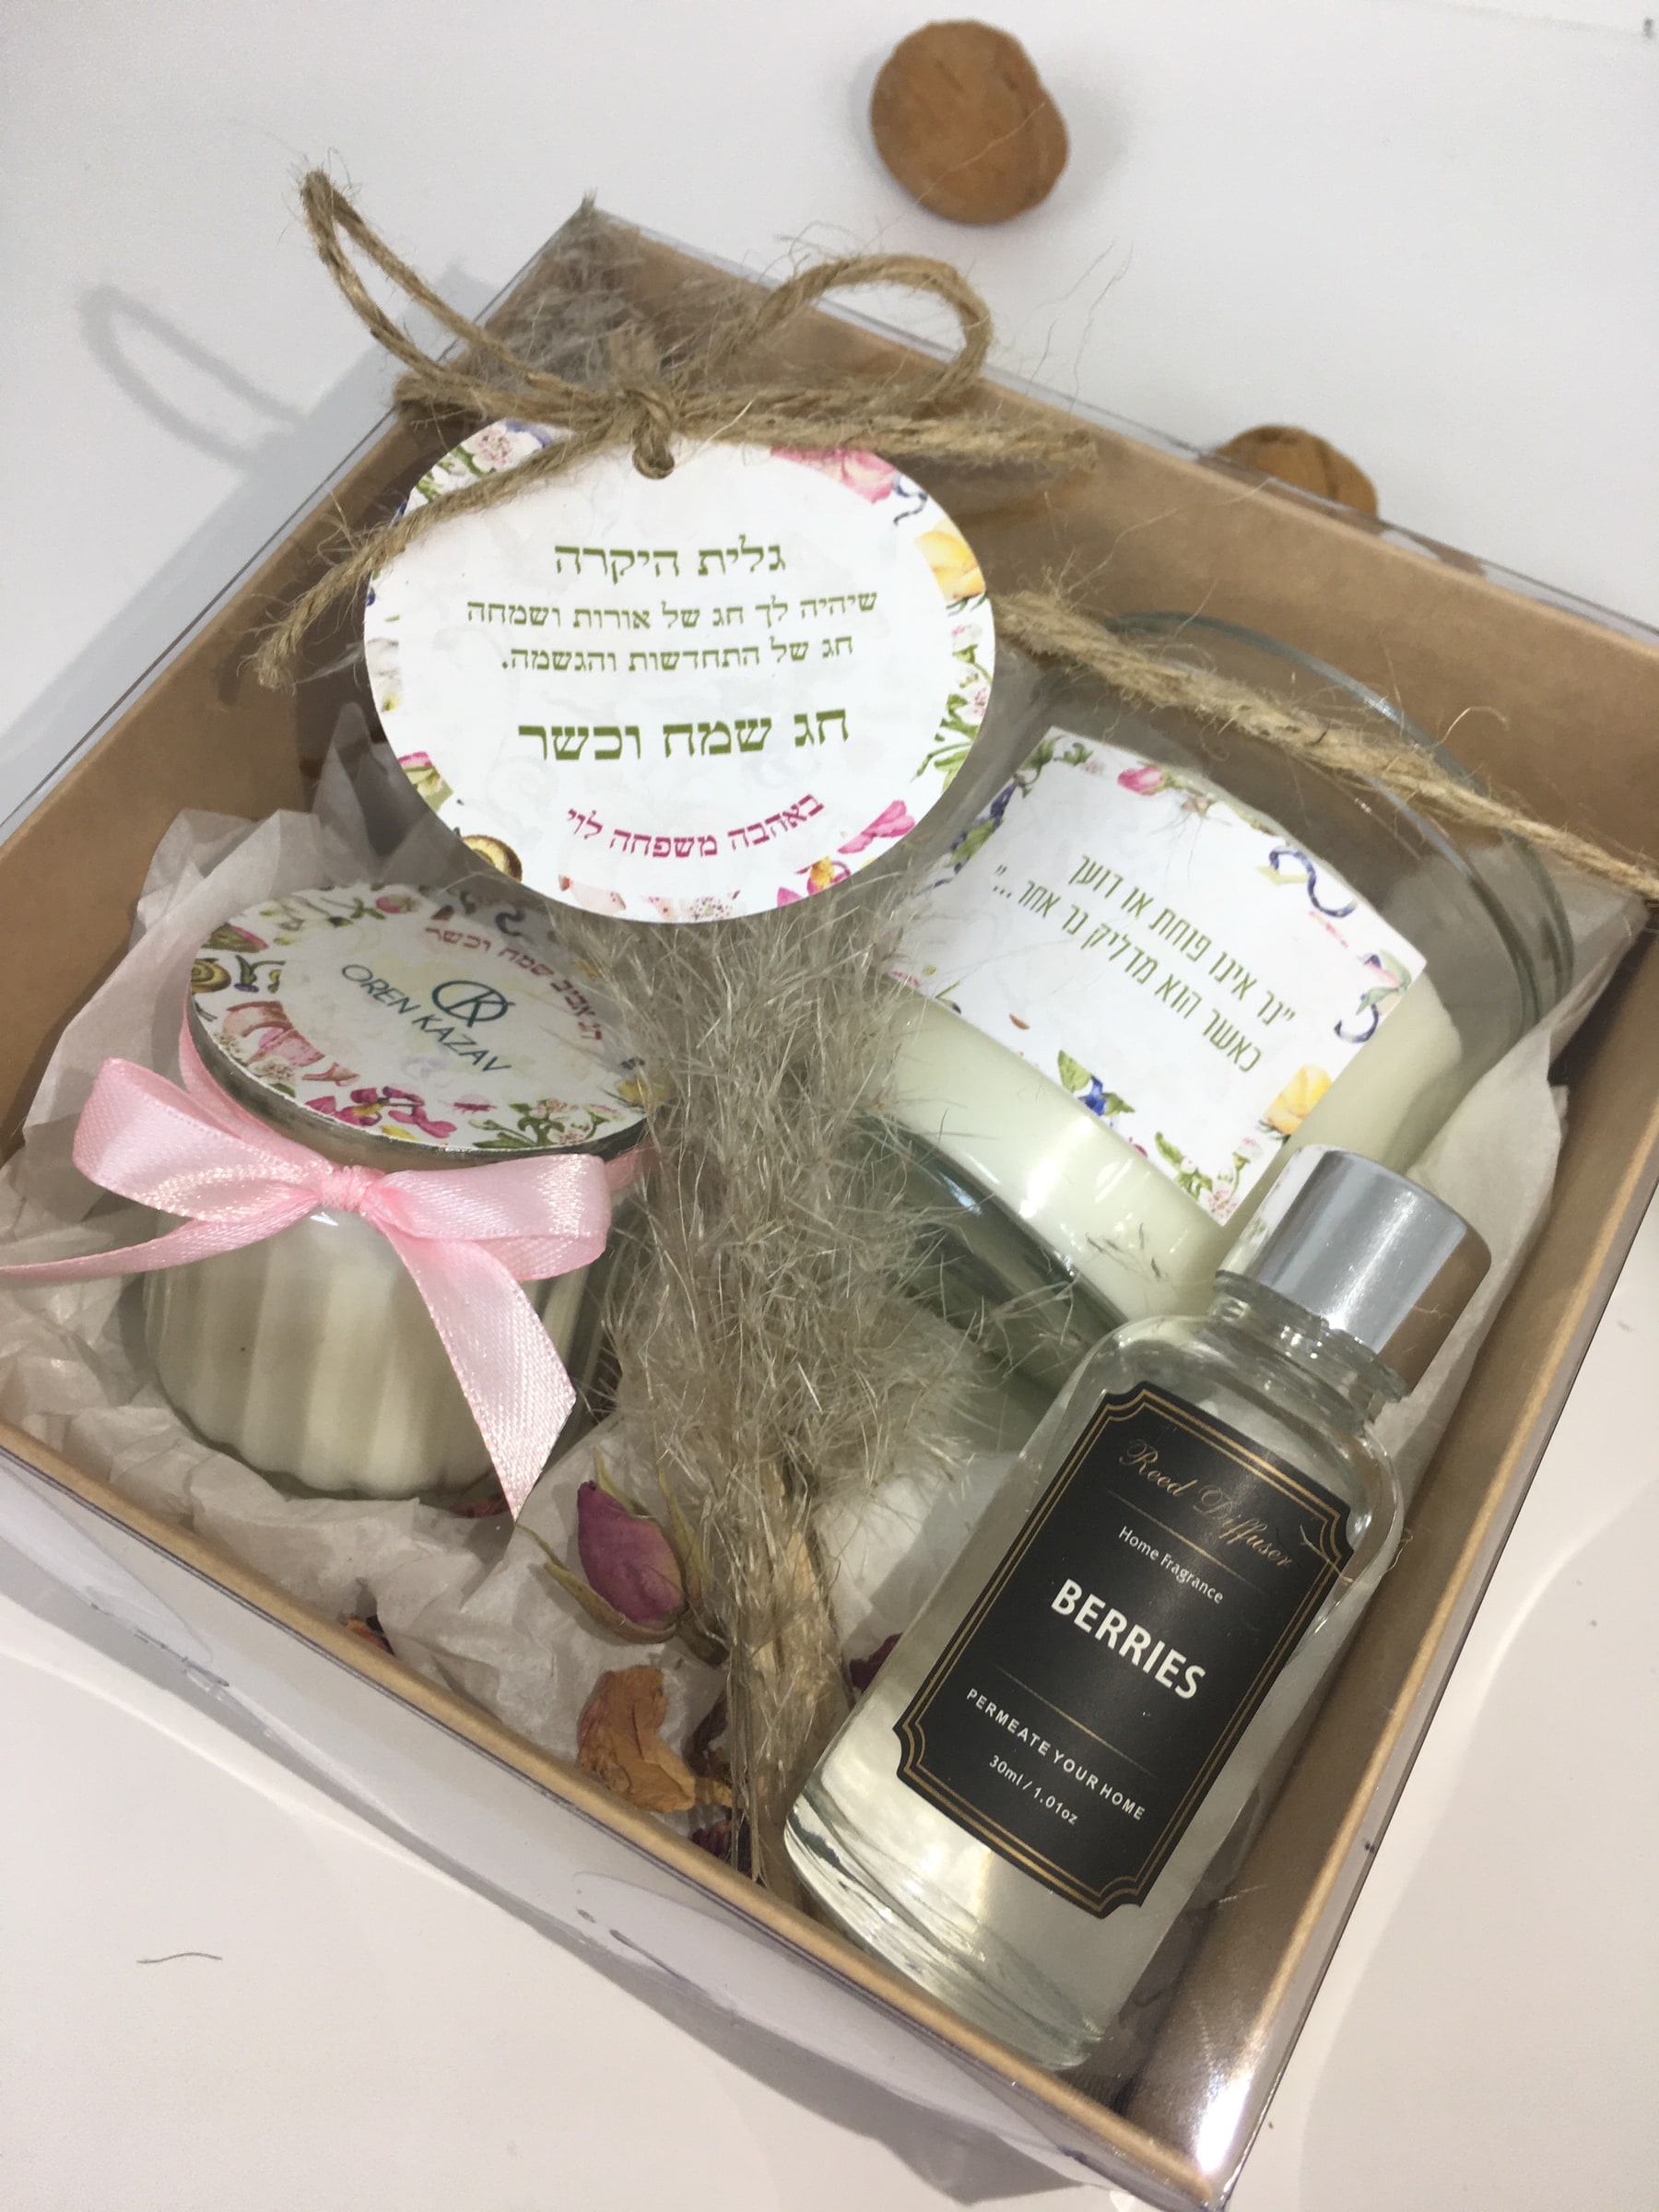 גלית היקרה
שיהיה לך חג של אורות ושמחה
חג של התחדשות והגשמה.
חג שמח וכשר
באהבה משפחה לוי
"נר אינו פוחת או דועך
כאשר הוא מדליק נר אחר..."
חג אביב שמח וכשר
OREN KAZAV
Reed Diffuser
Home Fragrance
BERRIES
PERMEATE YOUR HOME
30ml / 1.01oz